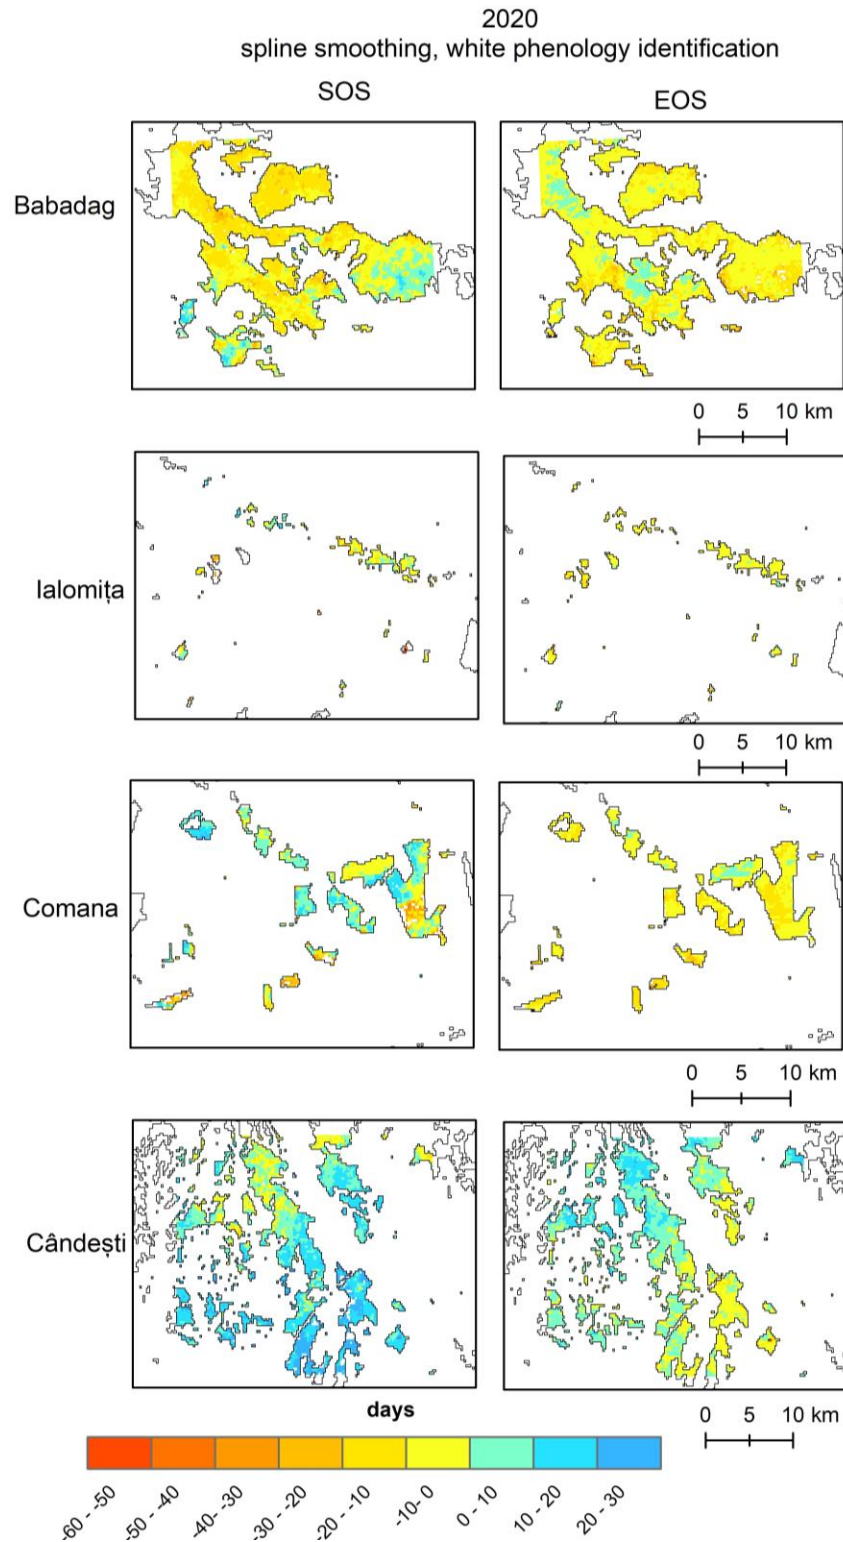 2020
spline smoothing, white phenology identification
SOS
EOS
Babadag
0 5 10 km
Ialomița
0 5 10 km
Comana
0 5 10 km
Cândești
days
0 5 10 km
-60 - -50
-50 - -40
-40--30
-30 - -20
-20 - -10
-10- 0
0 - 10
10 - 20
20 - 30